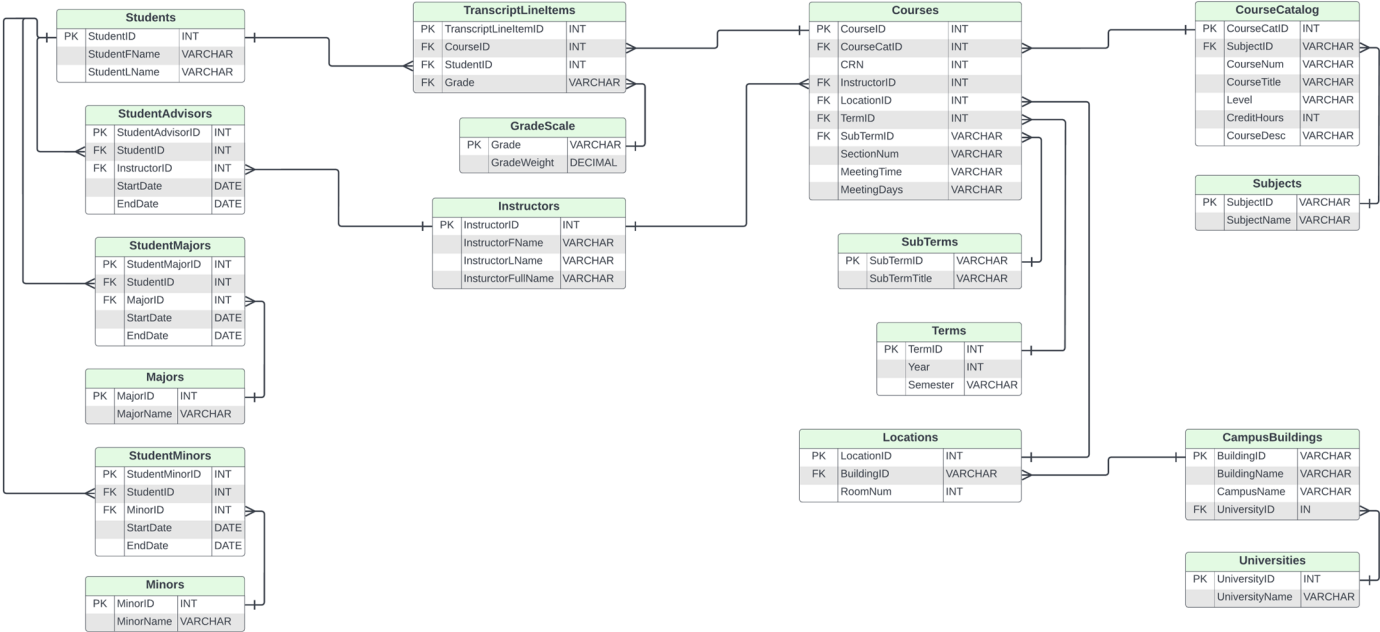 Students
PK StudentID INT
StudentFName VARCHAR
StudentLName VARCHAR
StudentAdvisors
PK StudentAdvisorID INT
FK StudentID INT
FK InstructorID INT
StartDate DATE
EndDate DATE
StudentMajors
PK StudentMajorID INT
FK StudentID INT
FK MajorID INT
StartDate DATE
EndDate DATE
Majors
PK MajorID INT
MajorName VARCHAR
StudentMinors
PK StudentMinorID INT
FK StudentID INT
FK MinorID INT
StartDate DATE
EndDate DATE
Minors
PK MinorID INT
MinorName VARCHAR
TranscriptLineItems
PK TranscriptLineItemID INT
FK CourseID INT
FK StudentID INT
FK Grade VARCHAR
GradeScale
PK Grade VARCHAR
GradeWeight DECIMAL
Instructors
PK InstructorID INT
InstructorFName VARCHAR
InstructorLName VARCHAR
InsturctorFullName VARCHAR
Courses
PK CourseID INT
FK CourseCatID INT
CRN INT
FK InstructorID INT
FK LocationID INT
FK TermID INT
FK SubTermID VARCHAR
SectionNum VARCHAR
MeetingTime VARCHAR
MeetingDays VARCHAR
SubTerms
PK SubTermID VARCHAR
SubTermTitle VARCHAR
Terms
PK TermID INT
Year INT
Semester VARCHAR
Locations
PK LocationID INT
FK BuildingID VARCHAR
RoomNum INT
CourseCatalog
PK CourseCatID INT
FK SubjectID VARCHAR
CourseNum VARCHAR
CourseTitle VARCHAR
Level VARCHAR
CreditHours INT
CourseDesc VARCHAR
Subjects
PK SubjectID VARCHAR
SubjectName VARCHAR
CampusBuildings
PK BuildingID VARCHAR
BuildingName VARCHAR
CampusName VARCHAR
FK UniversityID IN
Universities
PK UniversityID INT
UniversityName VARCHAR